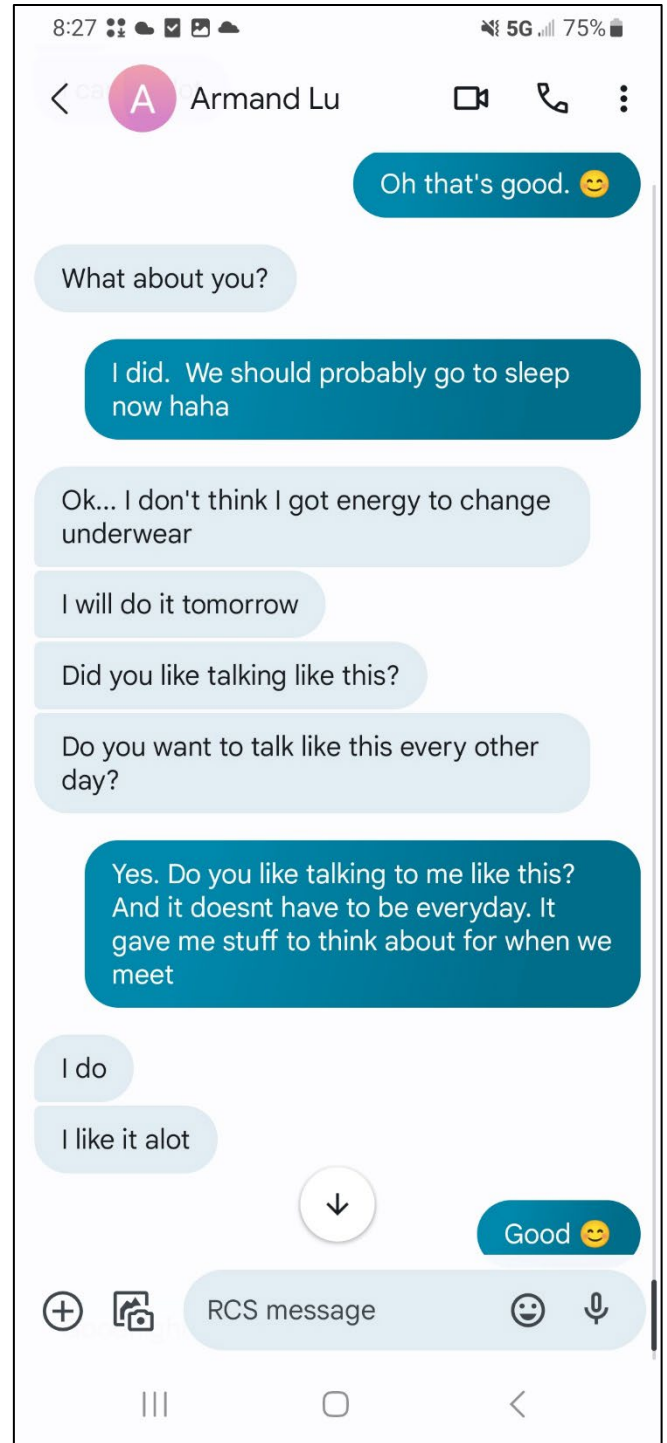 8:27
5G 75%
A Armand Lu
Oh that's good. 😊
What about you?
I did.  We should probably go to sleep
now haha
Ok... I don't think I got energy to change
underwear
I will do it tomorrow
Did you like talking like this?
Do you want to talk like this every other
day?
Yes. Do you like talking to me like this?
And it doesnt have to be everyday. It
gave me stuff to think about for when we
meet
I do
I like it alot
Good 😊
RCS message